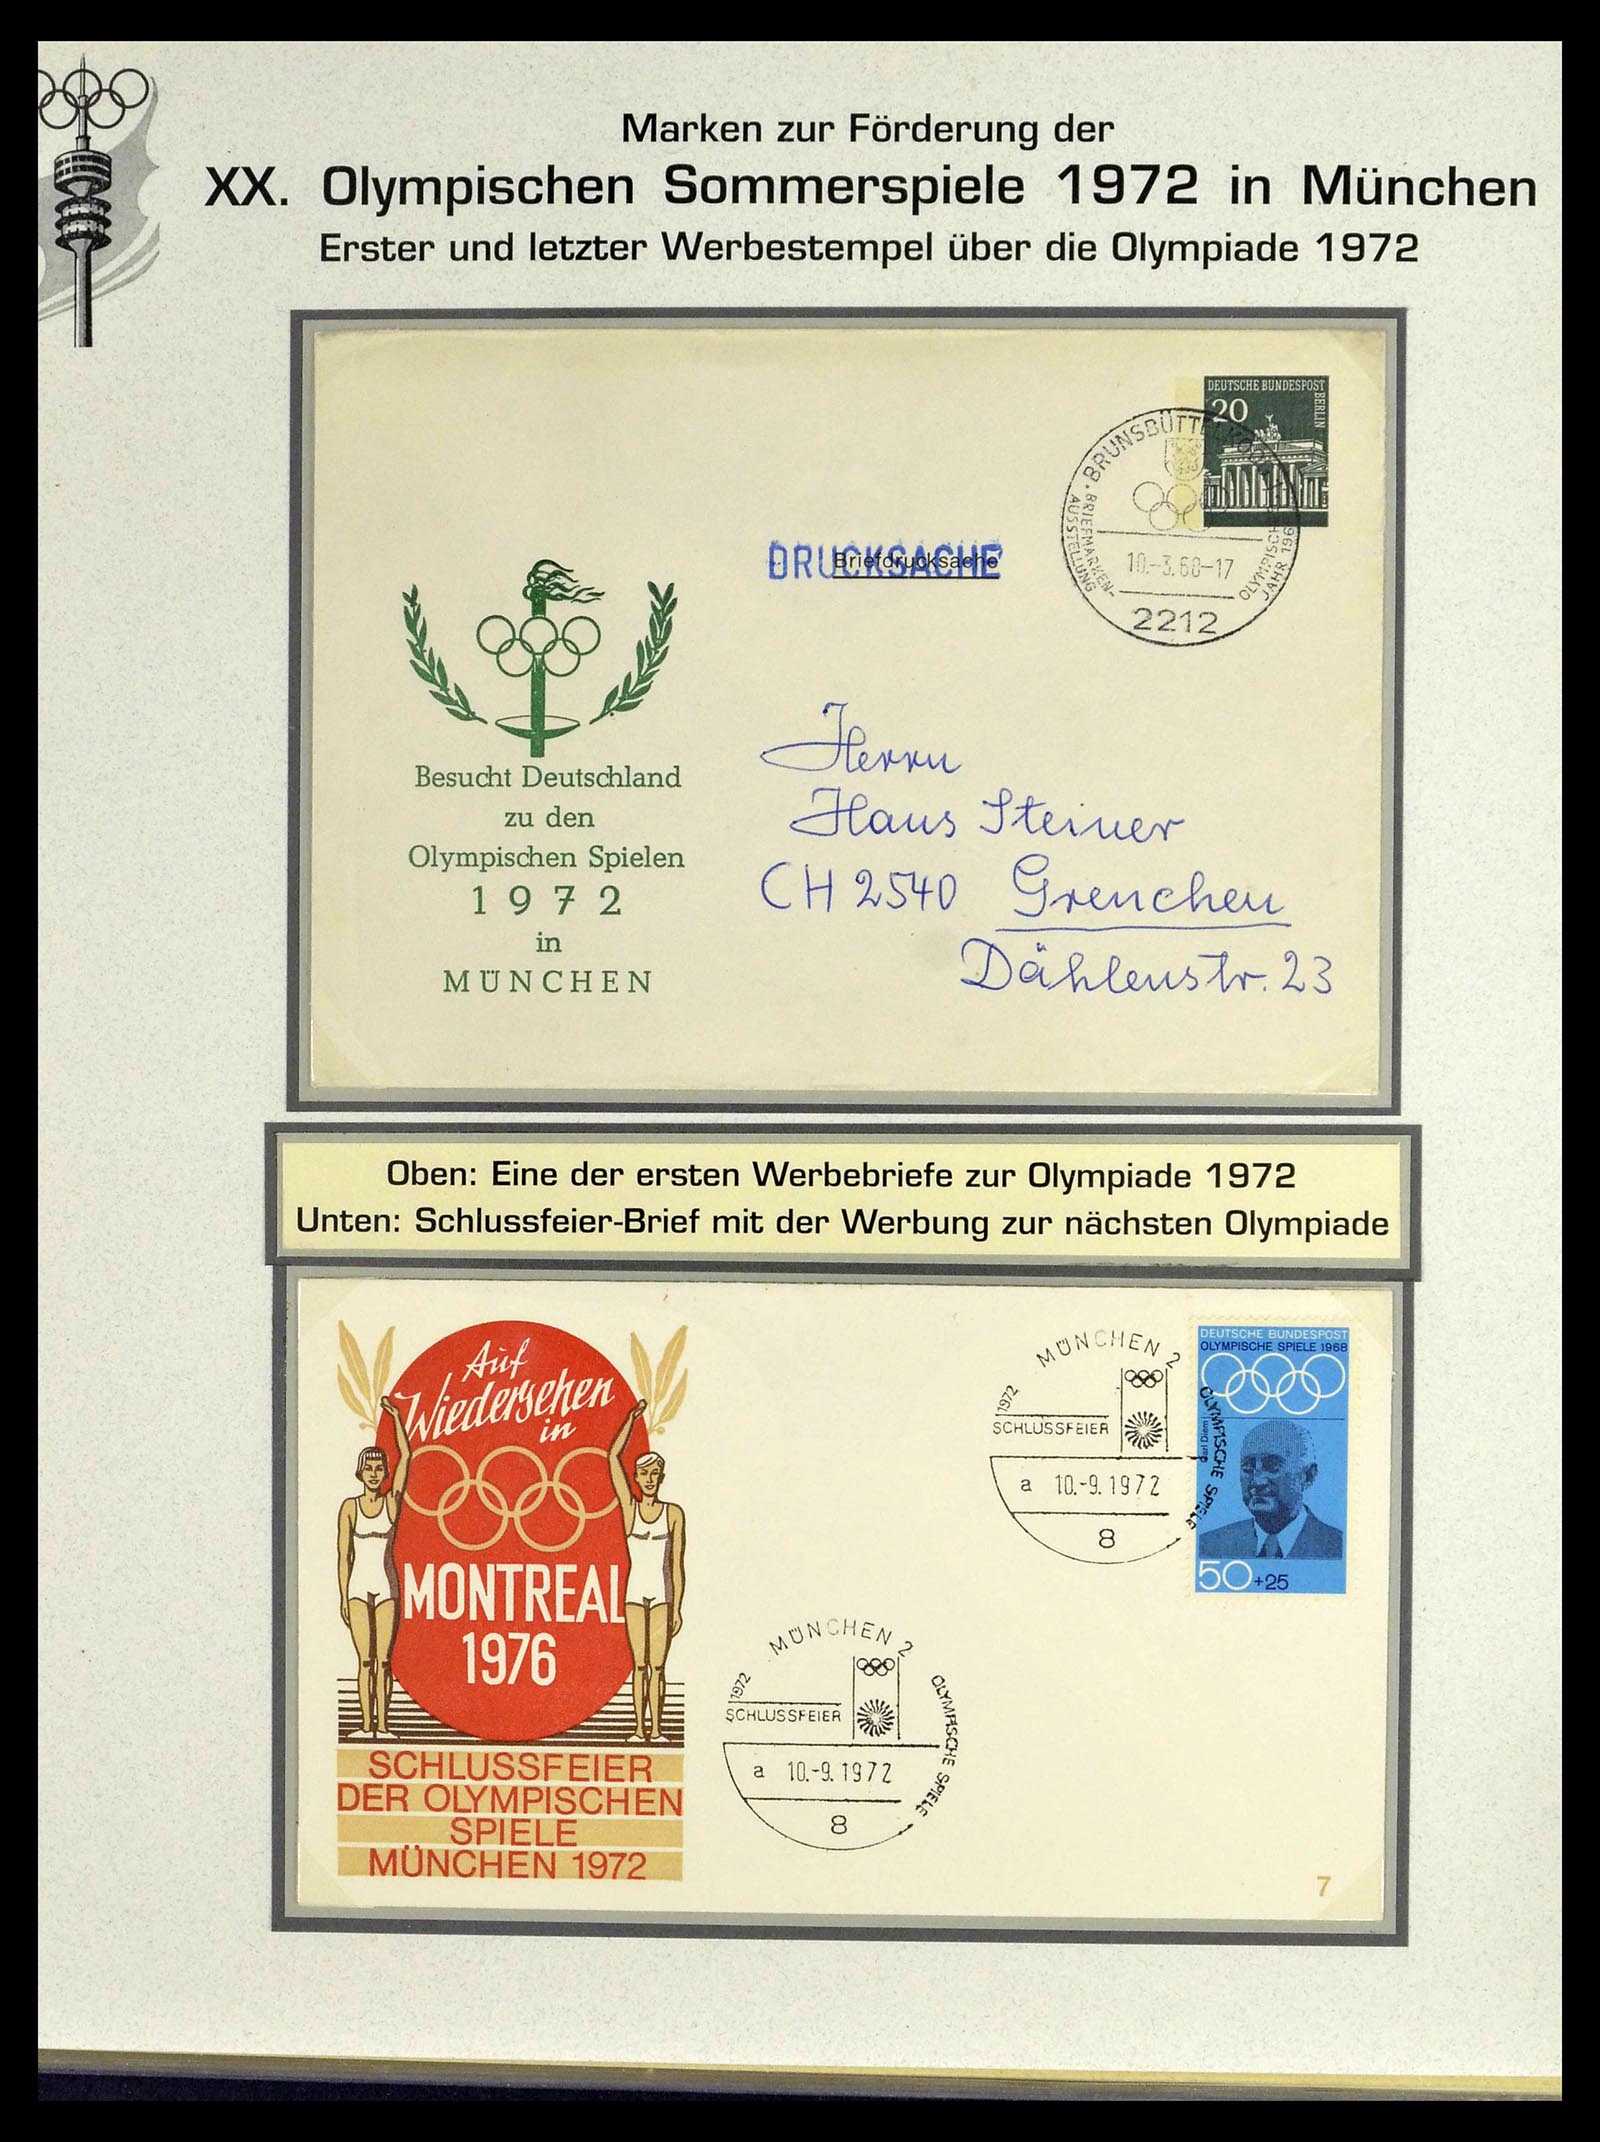 Marken zur Förderung der
XX. Olympischen Sommerspiele 1972 in München
Erster und letzter Werbestempel über die Olympiade 1972
DEUTSCHE BUNDESPOST
BERLIN
20
BRIEFMARKEN-
AUSSTELLUNG
10.-3.68-17
2212
DRUCKSACHE
Briefdrucksache
Besucht Deutschland
zu den
Olympischen Spielen
1972
in
MÜNCHEN
Herrn
Hans Steiner
CH 2540 Grenchen
Dählenstr. 23
Oben: Eine der ersten Werbebriefe zur Olympiade 1972
Unten: Schlussfeier-Brief mit der Werbung zur nächsten Olympiade
Auf
Wiedersehen
in
MONTREAL
1976
SCHLUSSFEIER
DER OLYMPISCHEN
SPIELE
MÜNCHEN 1972
MÜNCHEN 2
1972
SCHLUSSFEIER
OLYMPISCHE SPIELE
a 10.-9.1972
8
DEUTSCHE BUNDESPOST
OLYMPISCHE SPIELE 1968
Carl Diem
50+25
MÜNCHEN 2
1972
SCHLUSSFEIER
OLYMPISCHE SPIELE
a 10.-9.1972
8
7